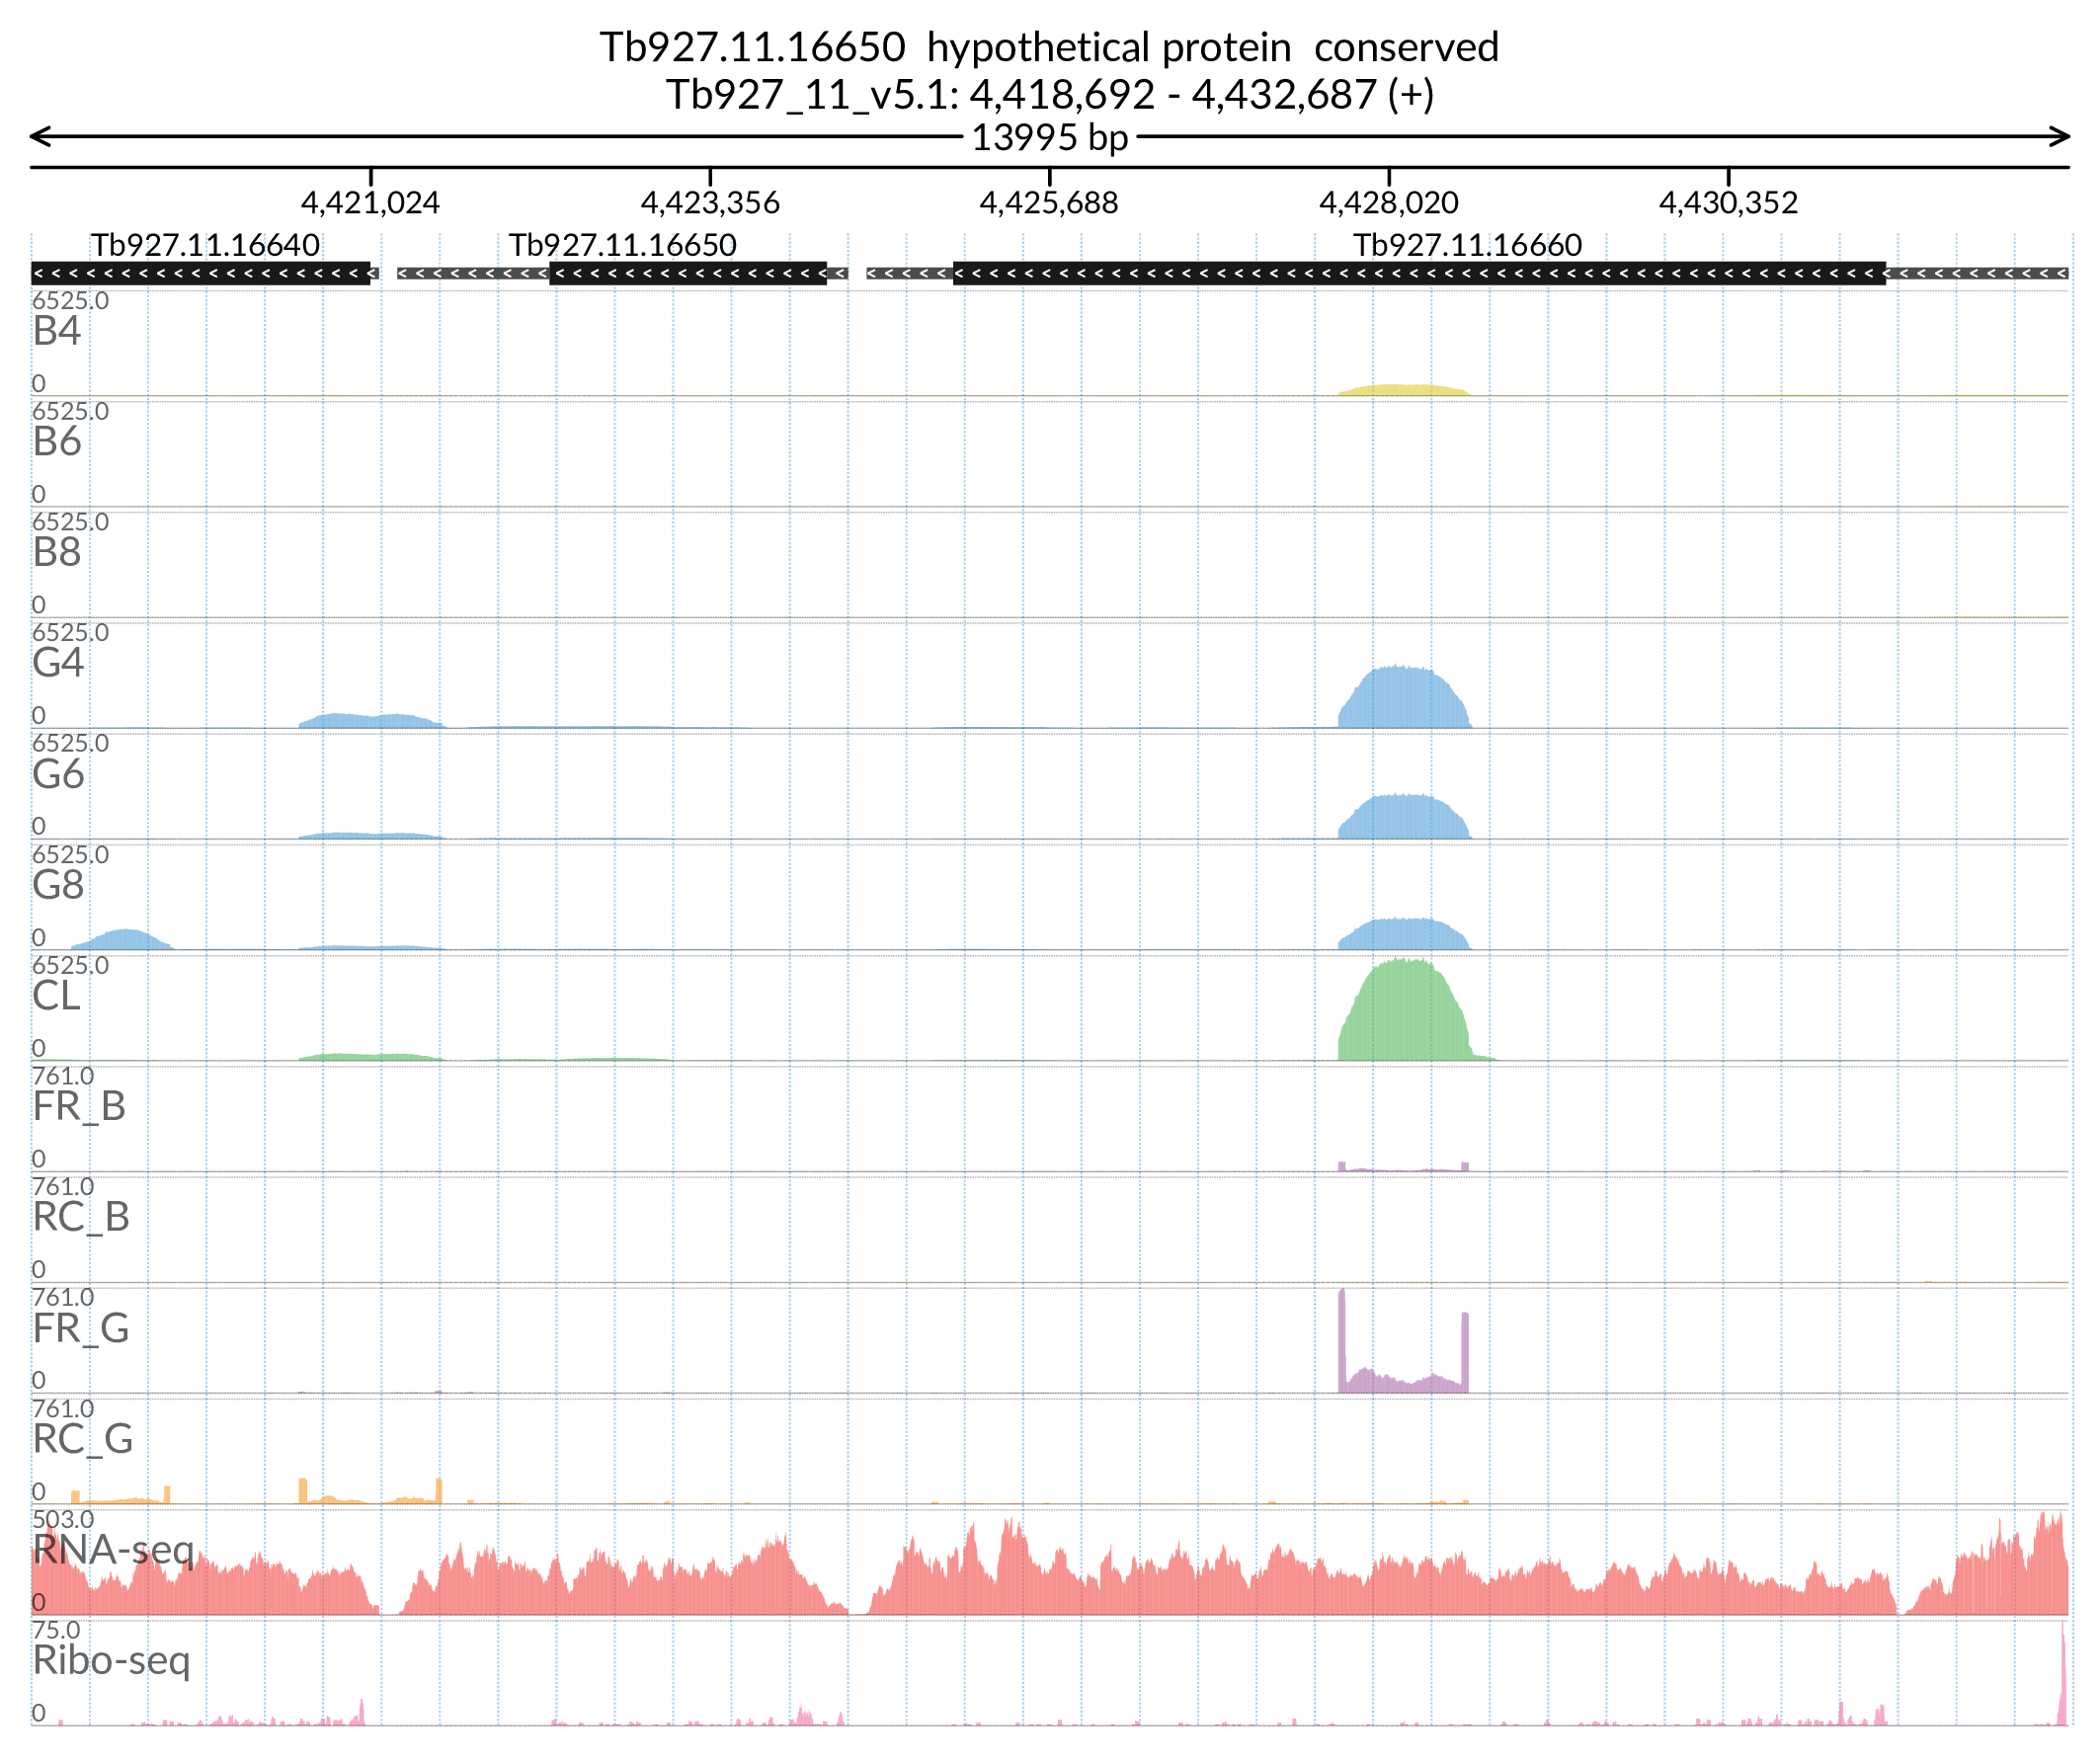 Tb927.11.16650 hypothetical protein conserved
Tb927_11_v5.1: 4,418,692 - 4,432,687 (+)
13995 bp
4,421,024 4,423,356 4,425,688 4,428,020 4,430,352
Tb927.11.16640 Tb927.11.16650 Tb927.11.16660
6525.0
B4
0
6525.0
B6
0
6525.0
B8
0
6525.0
G4
0
6525.0
G6
0
6525.0
G8
0
6525.0
CL
0
761.0
FR_B
0
761.0
RC_B
0
761.0
FR_G
0
761.0
RC_G
0
503.0
RNA-seq
0
75.0
Ribo-seq
0